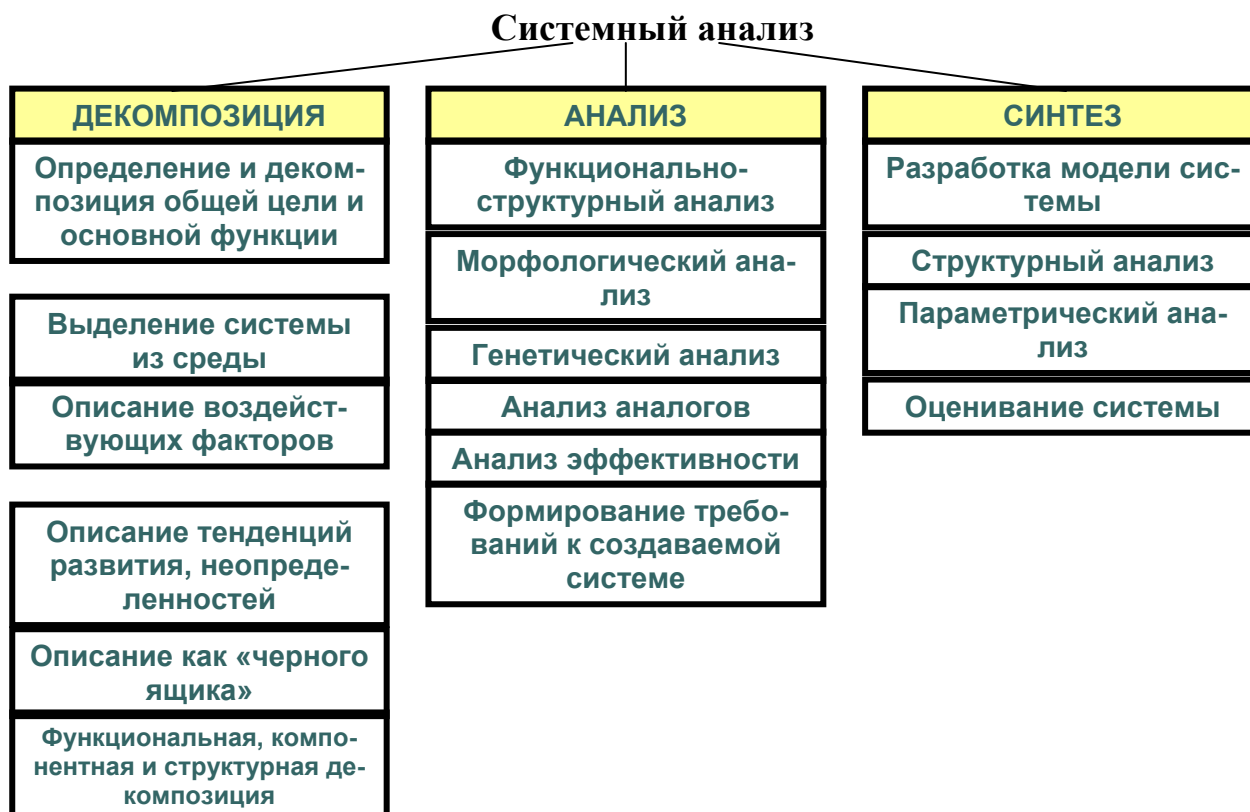 Системный анализ
ДЕКОМПОЗИЦИЯ
Определение и деком-
позиция общей цели и
основной функции
Выделение системы
из среды
Описание воздейст-
вующих факторов
Описание тенденций
развития, неопреде-
ленностей
Описание как «черного
ящика»
Функциональная, компо-
нентная и структурная де-
композиция
АНАЛИЗ
Функционально-
структурный анализ
Морфологический ана-
лиз
Генетический анализ
Анализ аналогов
Анализ эффективности
Формирование требо-
ваний к создаваемой
системе
СИНТЕЗ
Разработка модели сис-
темы
Структурный анализ
Параметрический ана-
лиз
Оценивание системы